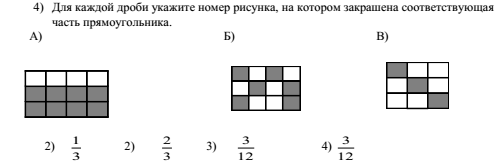 4) Для каждой дроби укажите номер рисунка, на котором закрашена соответствующая
часть прямоугольника.
А) Б) В)
2) 1/3 2) 2/3 3) 3/12 4) 3/12